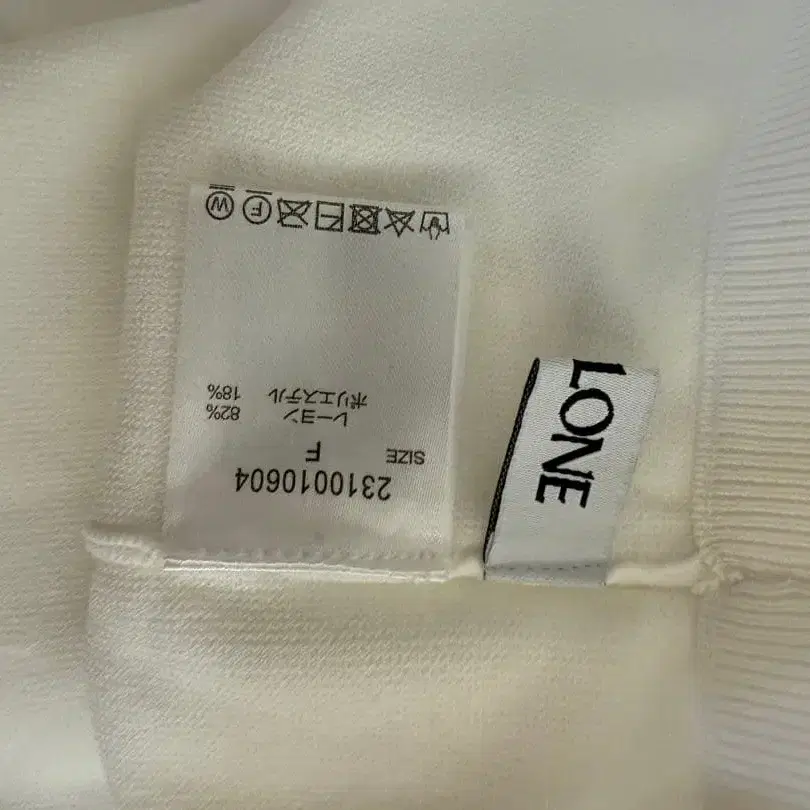 2310010604
SIZE F
レーヨン 82%
ポリエステル 18%
F W
LONE